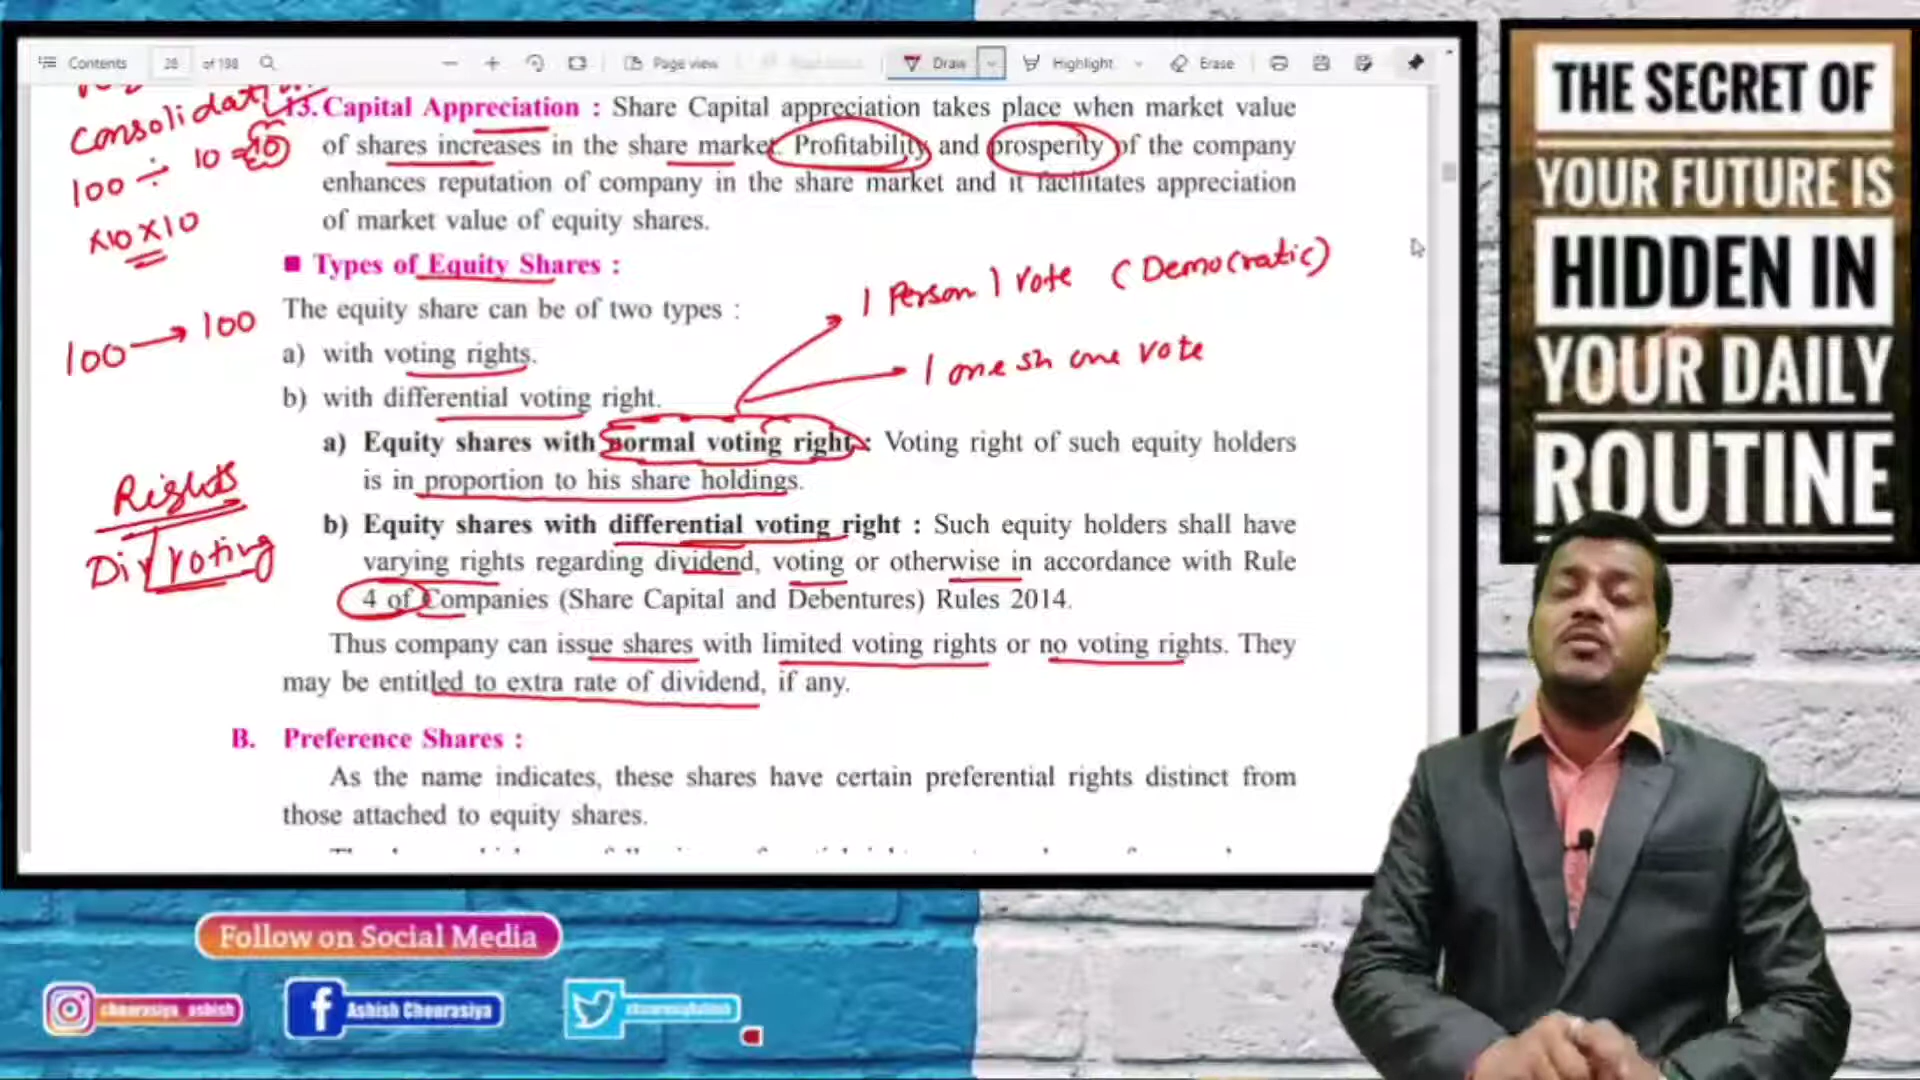 Contents 28 of 198 Page view Draw Highlight Erase
Consolidation
100 ÷ 10 = 10
×10 ×10
100 → 100
13. Capital Appreciation : Share Capital appreciation takes place when market value
of shares increases in the share market. Profitability and prosperity of the company
enhances reputation of company in the share market and it facilitates appreciation
of market value of equity shares.
■ Types of Equity Shares :
1 Person 1 vote (Democratic)
The equity share can be of two types :
a) with voting rights.
1 one sh one vote
b) with differential voting right.
a) Equity shares with normal voting right : Voting right of such equity holders
is in proportion to his share holdings.
Rights
Div voting
b) Equity shares with differential voting right : Such equity holders shall have
varying rights regarding dividend, voting or otherwise in accordance with Rule
4 of Companies (Share Capital and Debentures) Rules 2014.
Thus company can issue shares with limited voting rights or no voting rights. They
may be entitled to extra rate of dividend, if any.
B. Preference Shares :
As the name indicates, these shares have certain preferential rights distinct from
those attached to equity shares.
THE SECRET OF
YOUR FUTURE IS
HIDDEN IN
YOUR DAILY
ROUTINE
Follow on Social Media
Ashish Chourasiya